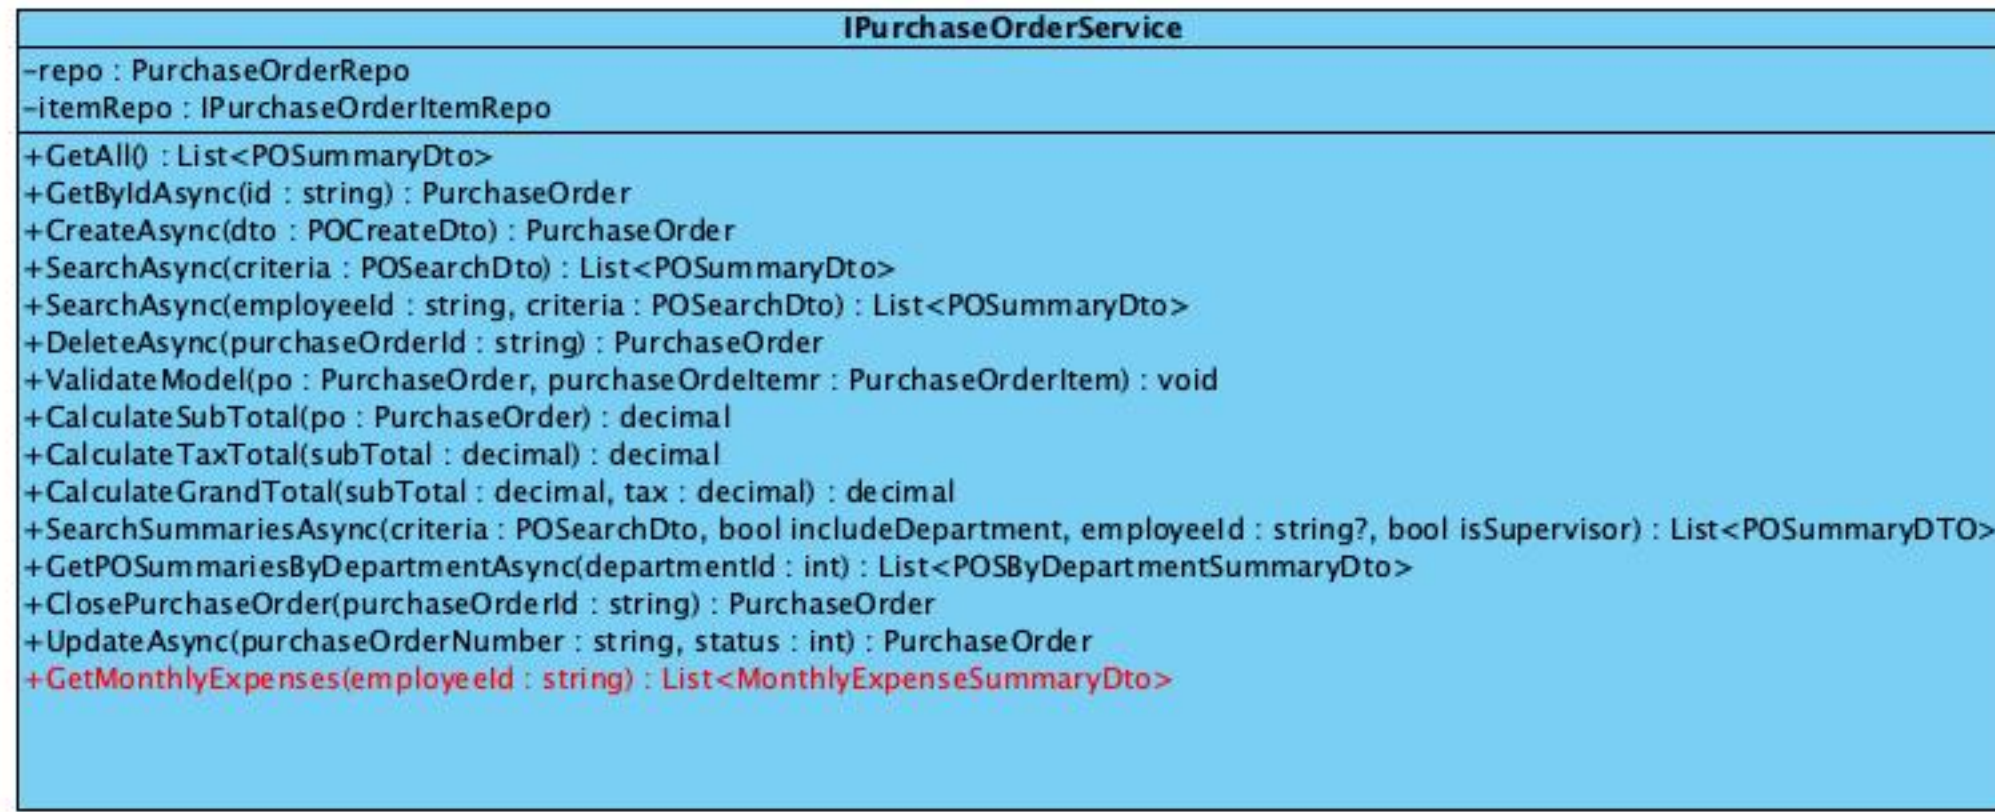 IPurchaseOrderService
-repo : PurchaseOrderRepo
-itemRepo : IPurchaseOrderItemRepo
+GetAll() : List<POSummaryDto>
+GetByIdAsync(id : string) : PurchaseOrder
+CreateAsync(dto : POCreateDto) : PurchaseOrder
+SearchAsync(criteria : POSearchDto) : List<POSummaryDto>
+SearchAsync(employeeId : string, criteria : POSearchDto) : List<POSummaryDto>
+DeleteAsync(purchaseOrderId : string) : PurchaseOrder
+ValidateModel(po : PurchaseOrder, purchaseOrdeItemr : PurchaseOrderItem) : void
+CalculateSubTotal(po : PurchaseOrder) : decimal
+CalculateTaxTotal(subTotal : decimal) : decimal
+CalculateGrandTotal(subTotal : decimal, tax : decimal) : decimal
+SearchSummariesAsync(criteria : POSearchDto, bool includeDepartment, employeeId : string?, bool isSupervisor) : List<POSummaryDTO>
+GetPOSummariesByDepartmentAsync(departmentId : int) : List<POSByDepartmentSummaryDto>
+ClosePurchaseOrder(purchaseOrderId : string) : PurchaseOrder
+UpdateAsync(purchaseOrderNumber : string, status : int) : PurchaseOrder
+GetMonthlyExpenses(employeeId : string) : List<MonthlyExpenseSummaryDto>